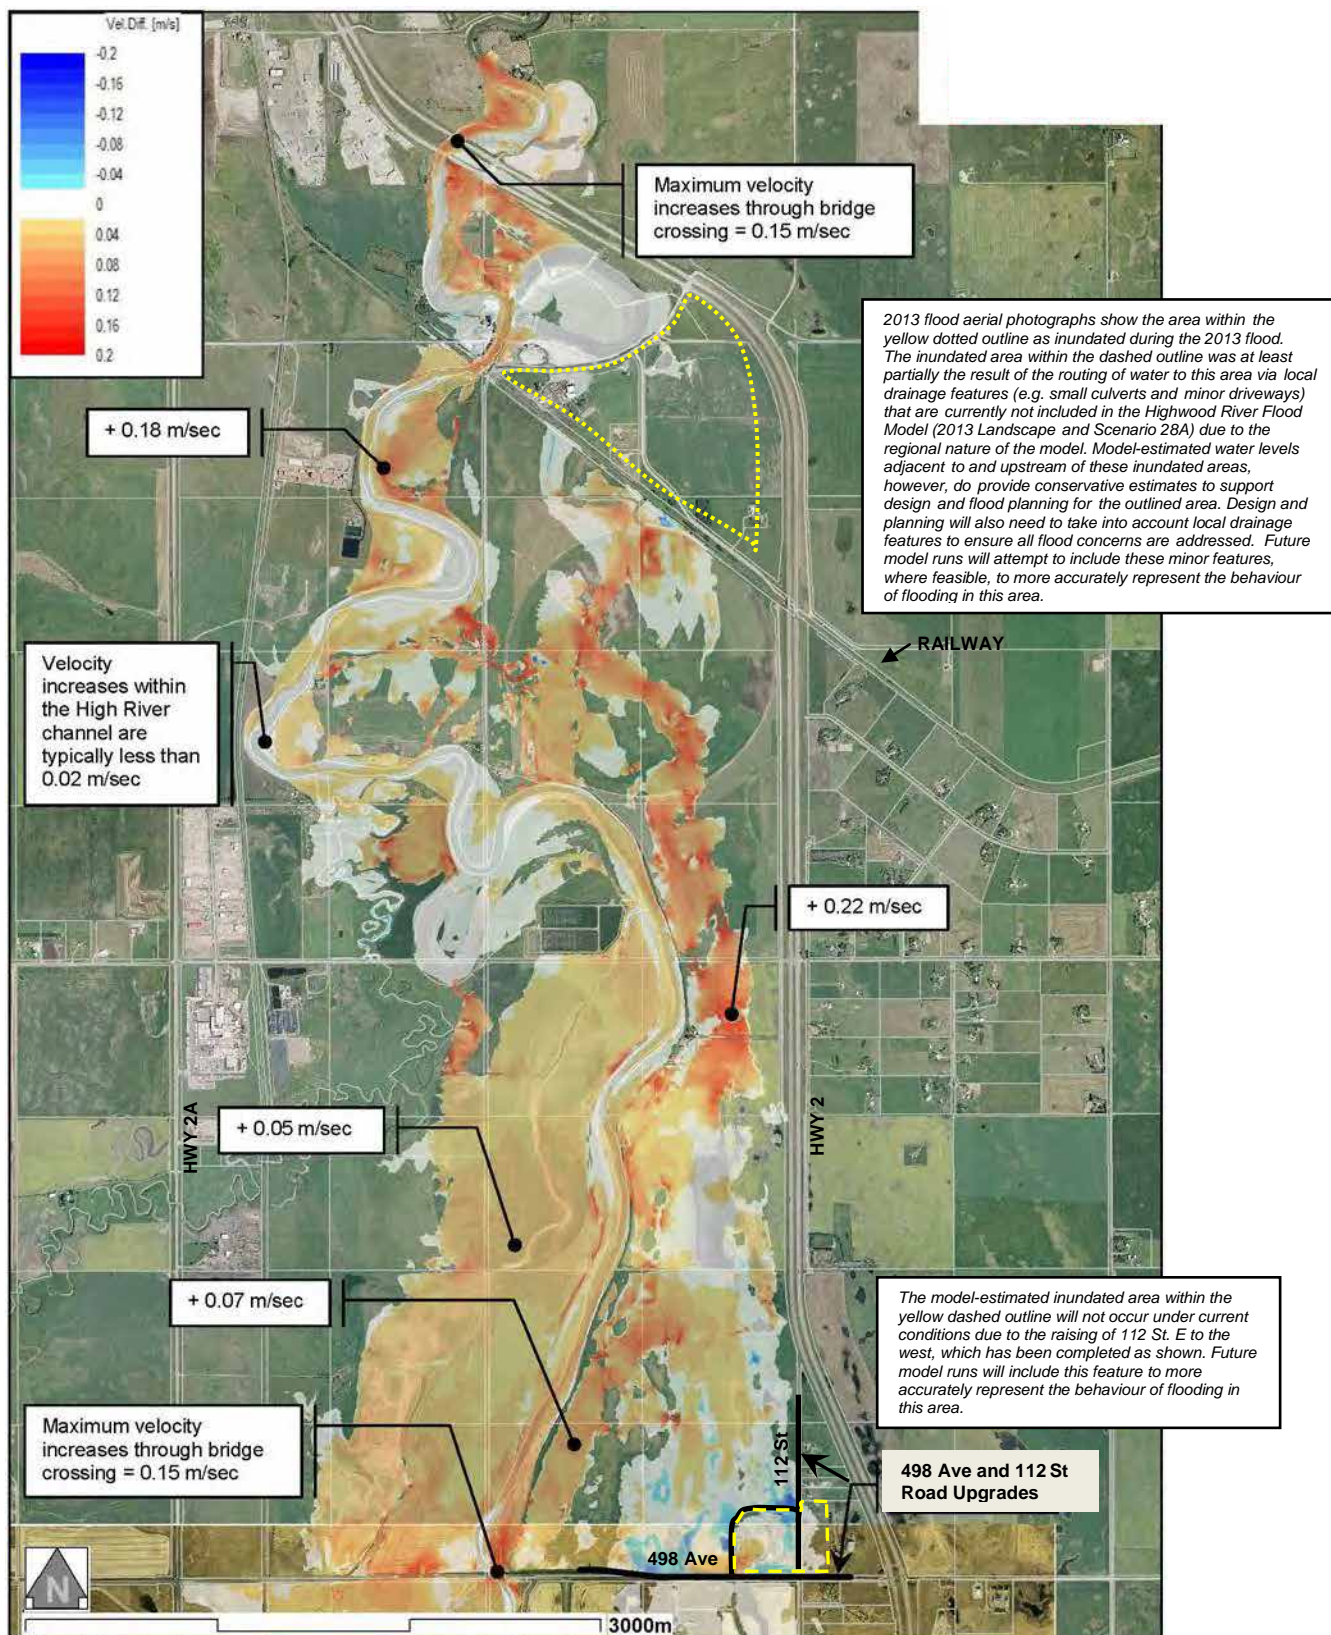 Vel.Diff. [m/s]
-0.2
-0.16
-0.12
-0.08
-0.04
0
0.04
0.08
0.12
0.16
0.2
Maximum velocity
increases through bridge
crossing = 0.15 m/sec
2013 flood aerial photographs show the area within the
yellow dotted outline as inundated during the 2013 flood.
The inundated area within the dashed outline was at least
partially the result of the routing of water to this area via local
drainage features (e.g. small culverts and minor driveways)
that are currently not included in the Highwood River Flood
Model (2013 Landscape and Scenario 28A) due to the
regional nature of the model. Model-estimated water levels
adjacent to and upstream of these inundated areas,
however, do provide conservative estimates to support
design and flood planning for the outlined area. Design and
planning will also need to take into account local drainage
features to ensure all flood concerns are addressed. Future
model runs will attempt to include these minor features,
where feasible, to more accurately represent the behaviour
of flooding in this area.
+ 0.18 m/sec
RAILWAY
Velocity
increases within
the High River
channel are
typically less than
0.02 m/sec
+ 0.22 m/sec
HWY 2A
+ 0.05 m/sec
HWY 2
+ 0.07 m/sec
The model-estimated inundated area within the
yellow dashed outline will not occur under current
conditions due to the raising of 112 St. E to the
west, which has been completed as shown. Future
model runs will include this feature to more
accurately represent the behaviour of flooding in
this area.
Maximum velocity
increases through bridge
crossing = 0.15 m/sec
112 St
498 Ave and 112 St
Road Upgrades
498 Ave
N
3000m